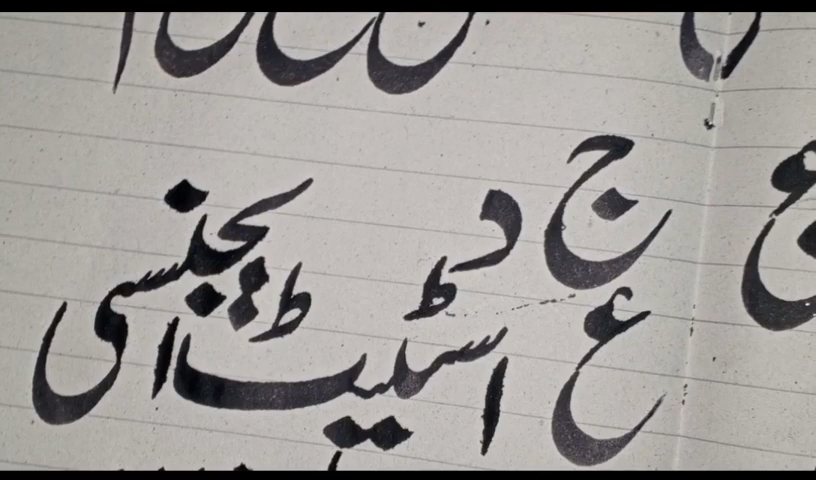 ج د
ع
اسٹیٹ ایجنسی